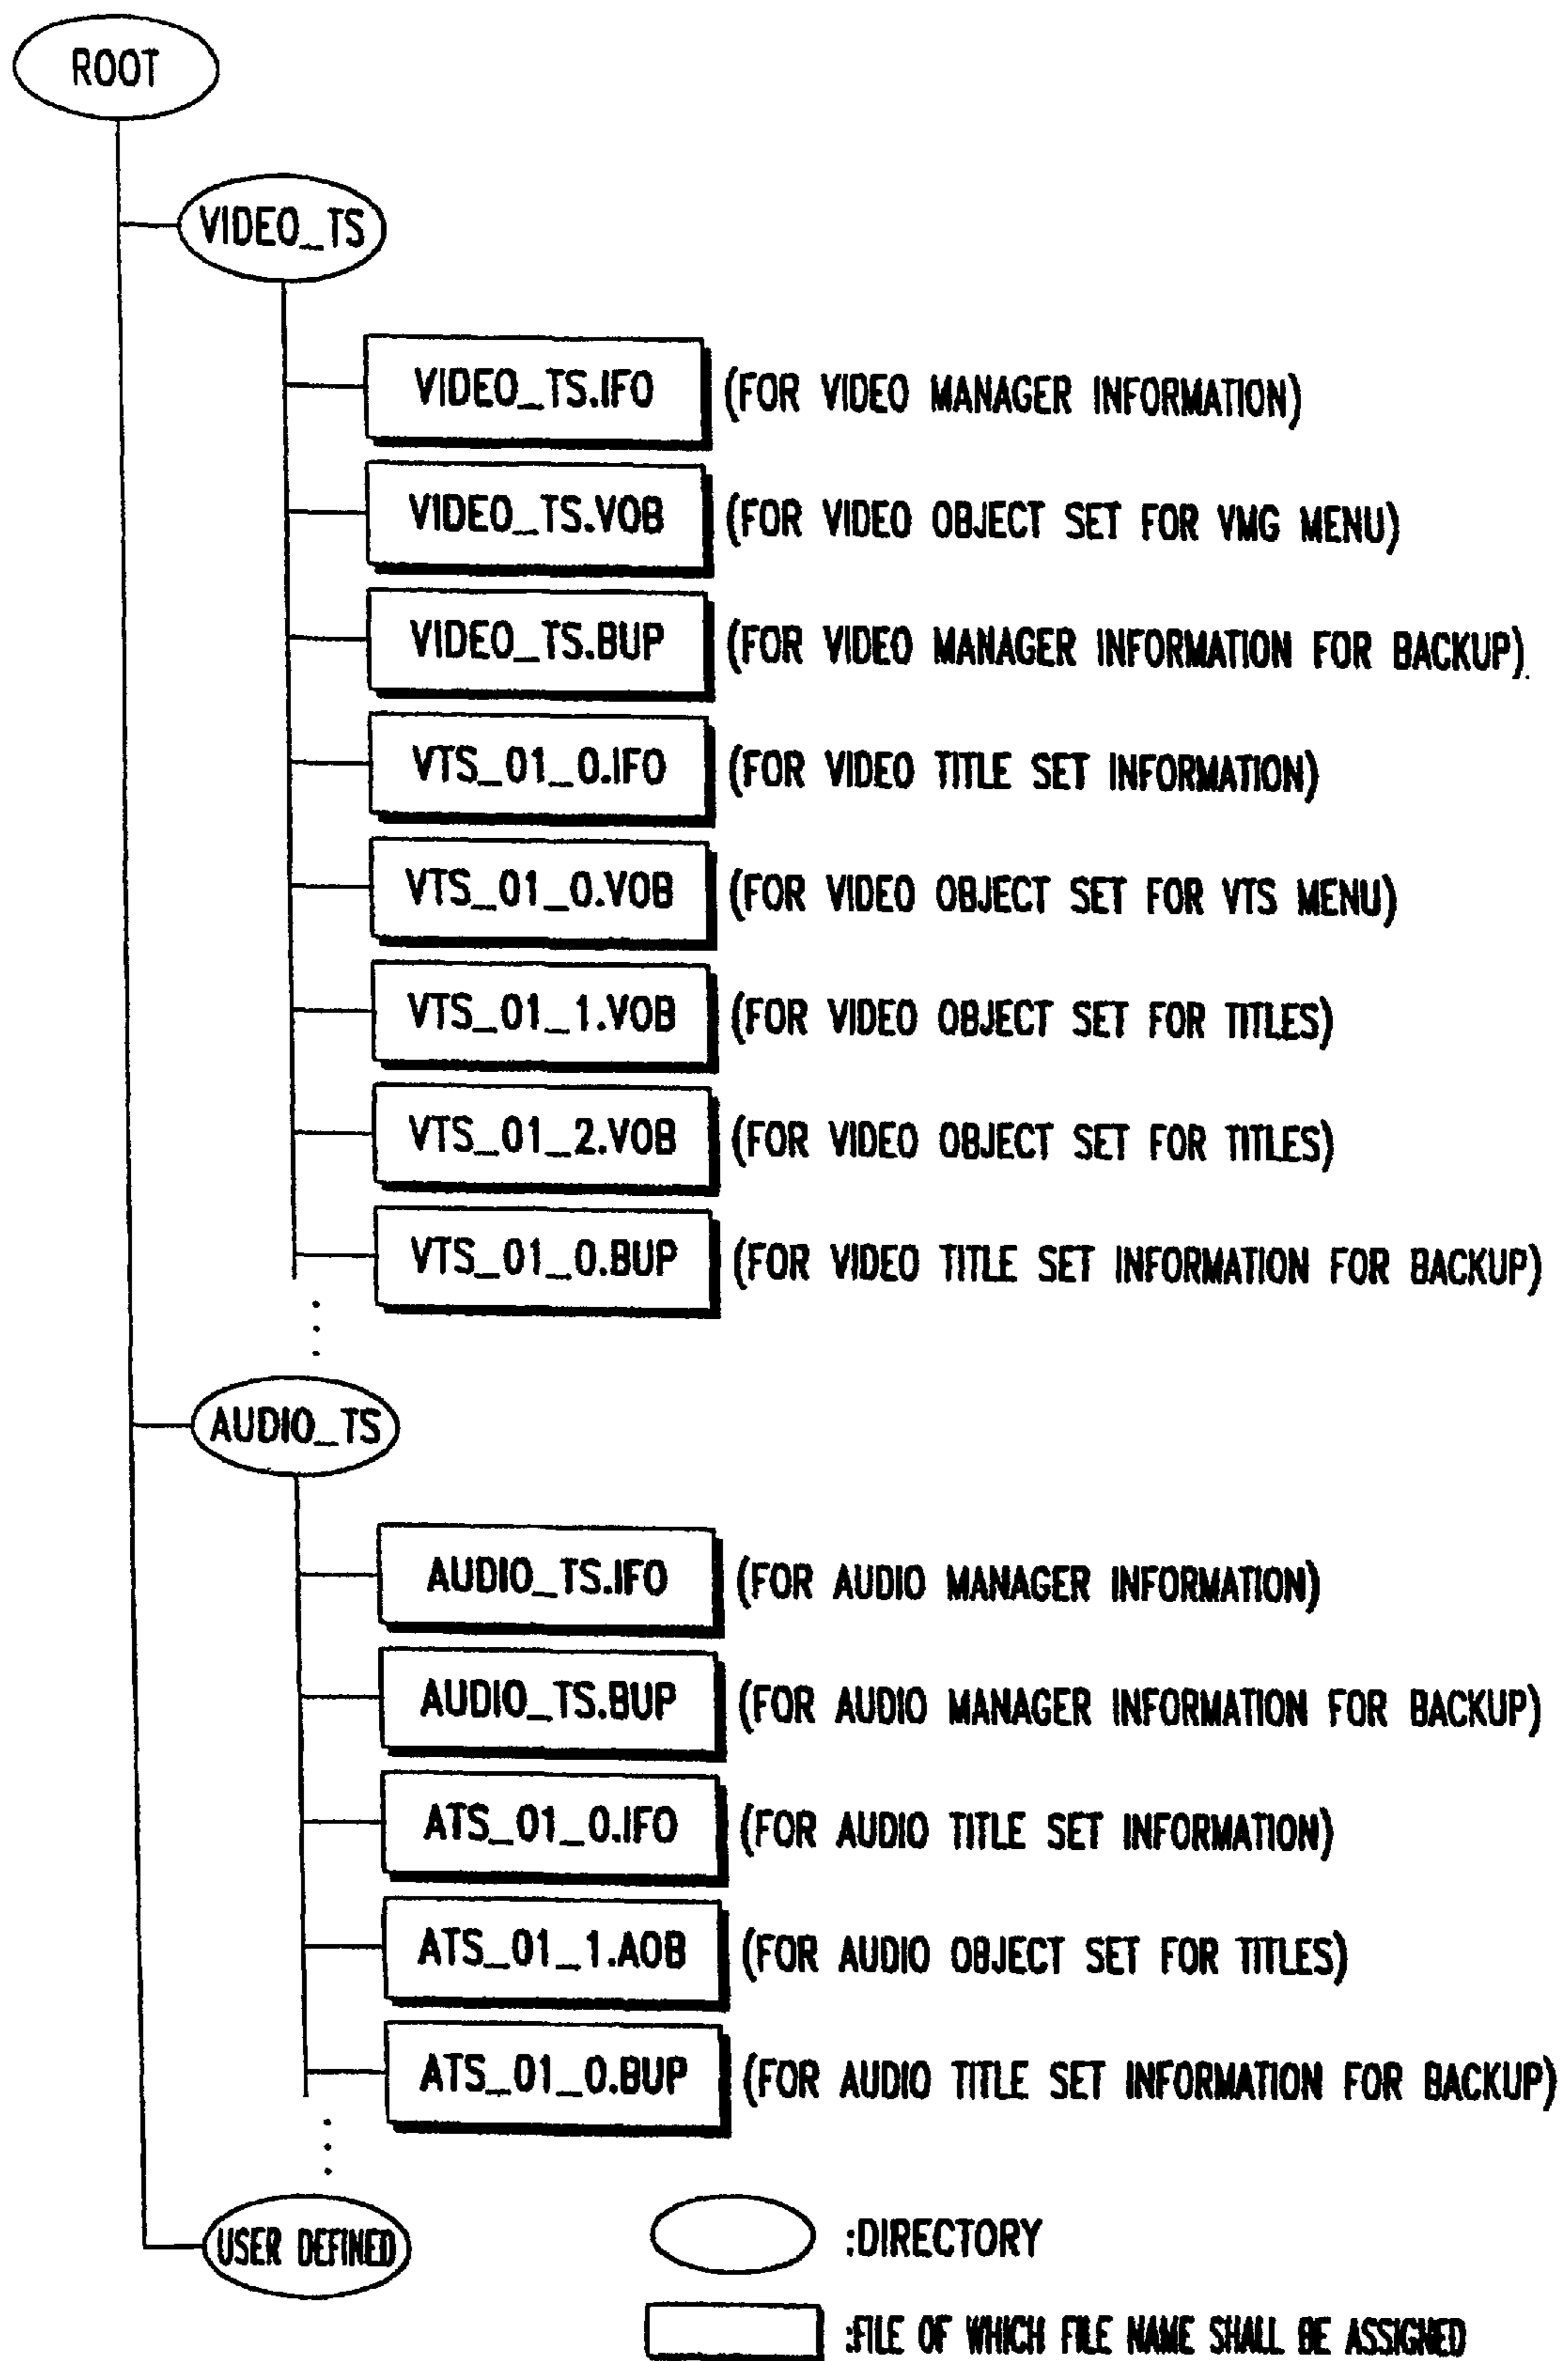 ROOT
VIDEO_TS
VIDEO_TS.IFO (FOR VIDEO MANAGER INFORMATION)
VIDEO_TS.VOB (FOR VIDEO OBJECT SET FOR VMG MENU)
VIDEO_TS.BUP (FOR VIDEO MANAGER INFORMATION FOR BACKUP)
VTS_01_0.IFO (FOR VIDEO TITLE SET INFORMATION)
VTS_01_0.VOB (FOR VIDEO OBJECT SET FOR VTS MENU)
VTS_01_1.VOB (FOR VIDEO OBJECT SET FOR TITLES)
VTS_01_2.VOB (FOR VIDEO OBJECT SET FOR TITLES)
VTS_01_0.BUP (FOR VIDEO TITLE SET INFORMATION FOR BACKUP)
AUDIO_TS
AUDIO_TS.IFO (FOR AUDIO MANAGER INFORMATION)
AUDIO_TS.BUP (FOR AUDIO MANAGER INFORMATION FOR BACKUP)
ATS_01_0.IFO (FOR AUDIO TITLE SET INFORMATION)
ATS_01_1.AOB (FOR AUDIO OBJECT SET FOR TITLES)
ATS_01_0.BUP (FOR AUDIO TITLE SET INFORMATION FOR BACKUP)
USER DEFINED
:DIRECTORY
:FILE OF WHICH FILE NAME SHALL BE ASSIGNED